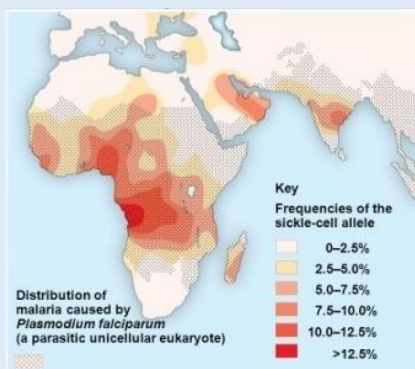 Key
Frequencies of the
sickle-cell allele
0–2.5%
2.5–5.0%
5.0–7.5%
7.5–10.0%
10.0–12.5%
>12.5%
Distribution of
malaria caused by
Plasmodium falciparum
(a parasitic unicellular eukaryote)